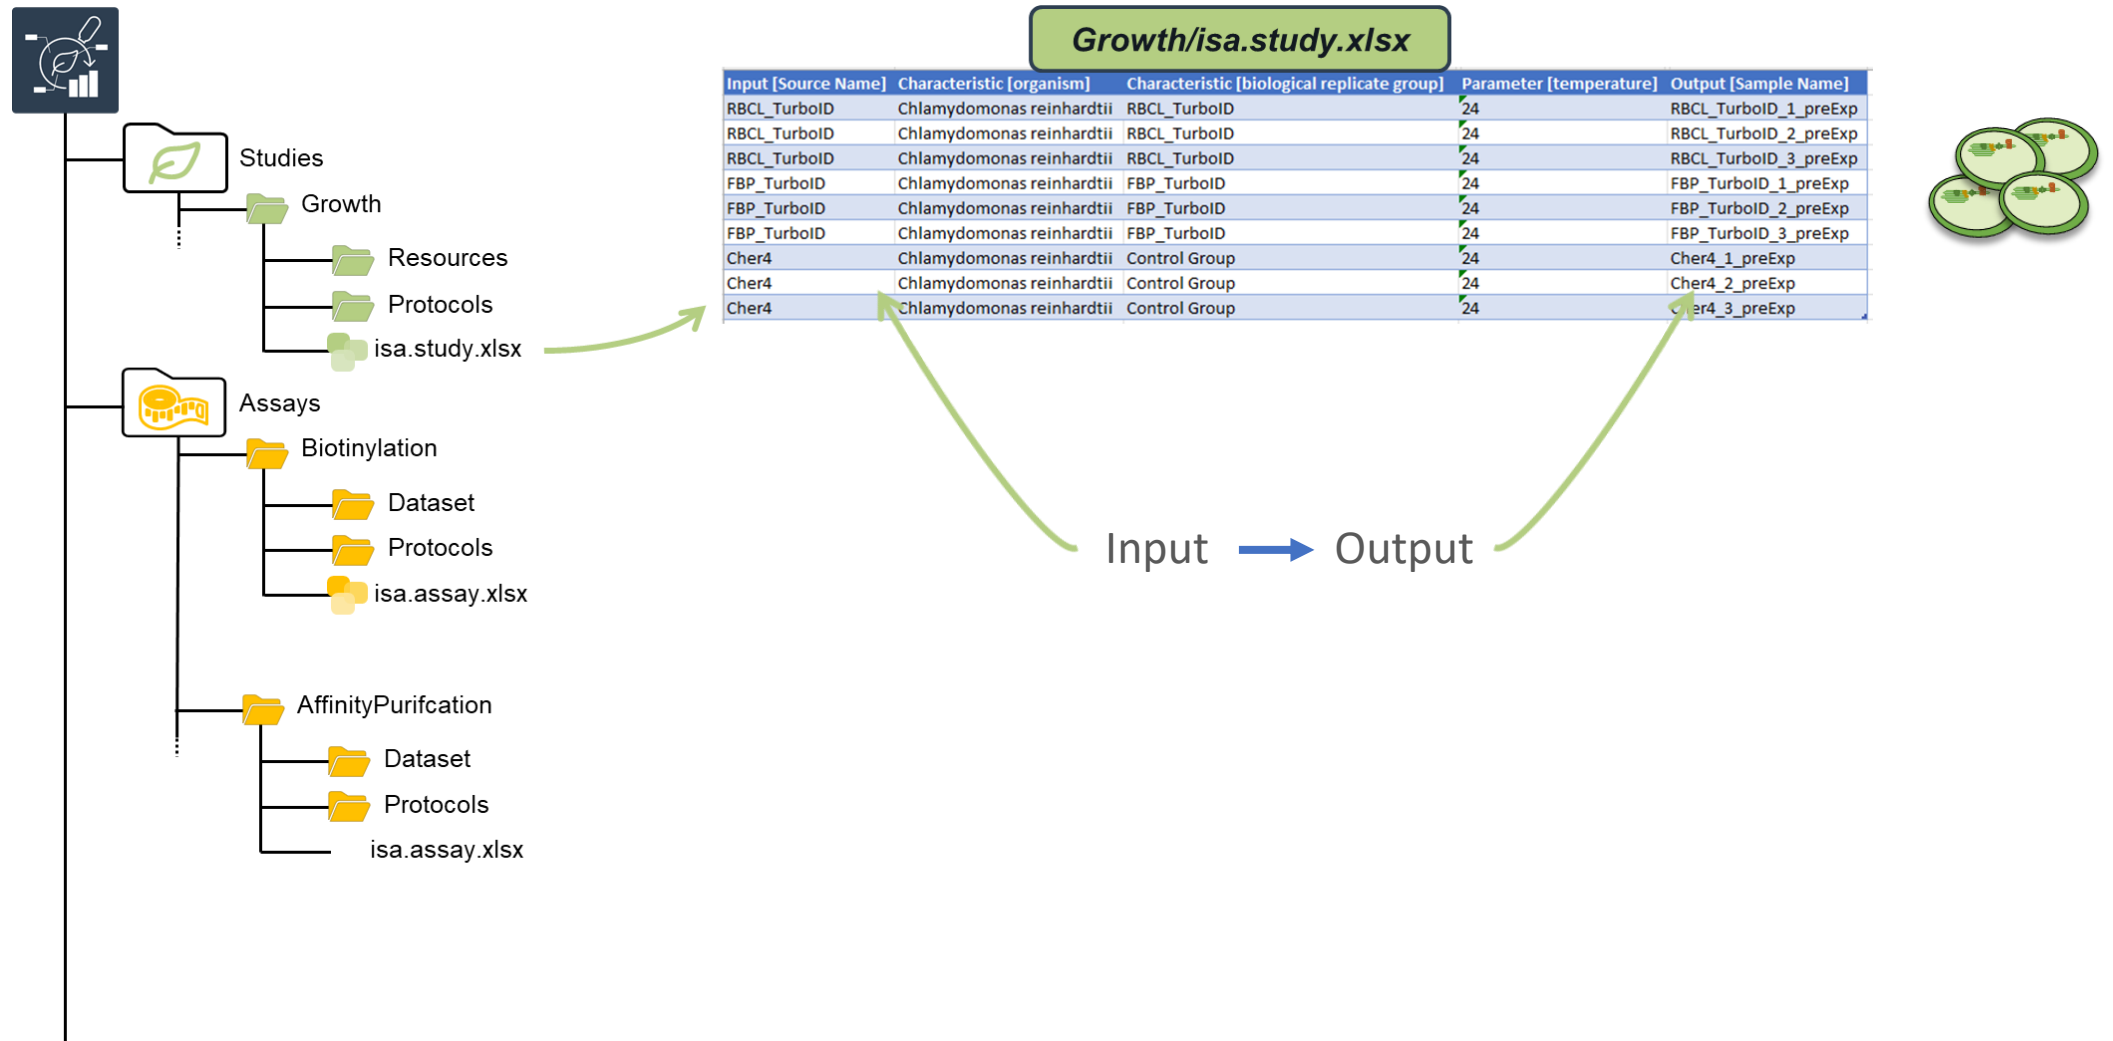 Growth/isa.study.xlsx
Input [Source Name] Characteristic [organism] Characteristic [biological replicate group] Parameter [temperature] Output [Sample Name]
RBCL_TurboID Chlamydomonas reinhardtii RBCL_TurboID 24 RBCL_TurboID_1_preExp
RBCL_TurboID Chlamydomonas reinhardtii RBCL_TurboID 24 RBCL_TurboID_2_preExp
RBCL_TurboID Chlamydomonas reinhardtii RBCL_TurboID 24 RBCL_TurboID_3_preExp
FBP_TurboID Chlamydomonas reinhardtii FBP_TurboID 24 FBP_TurboID_1_preExp
FBP_TurboID Chlamydomonas reinhardtii FBP_TurboID 24 FBP_TurboID_2_preExp
FBP_TurboID Chlamydomonas reinhardtii FBP_TurboID 24 FBP_TurboID_3_preExp
Cher4 Chlamydomonas reinhardtii Control Group 24 Cher4_1_preExp
Cher4 Chlamydomonas reinhardtii Control Group 24 Cher4_2_preExp
Cher4 Chlamydomonas reinhardtii Control Group 24 Cher4_3_preExp
Studies
Growth
Resources
Protocols
isa.study.xlsx
Assays
Biotinylation
Dataset
Protocols
isa.assay.xlsx
AffinityPurifcation
Dataset
Protocols
isa.assay.xlsx
Input Output